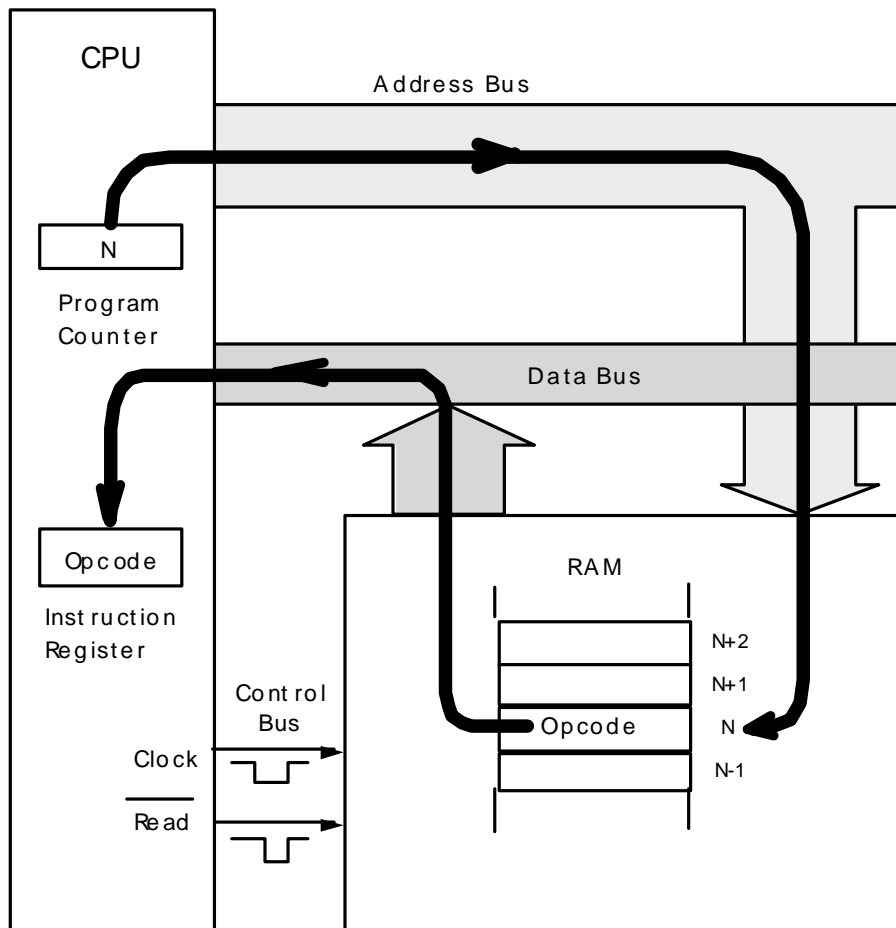 CPU
Address Bus
N
Program
Counter
Data Bus
Opcode
Instruction
Register
RAM
N+2
N+1
Opcode
N
N-1
Control
Bus
Clock
Read